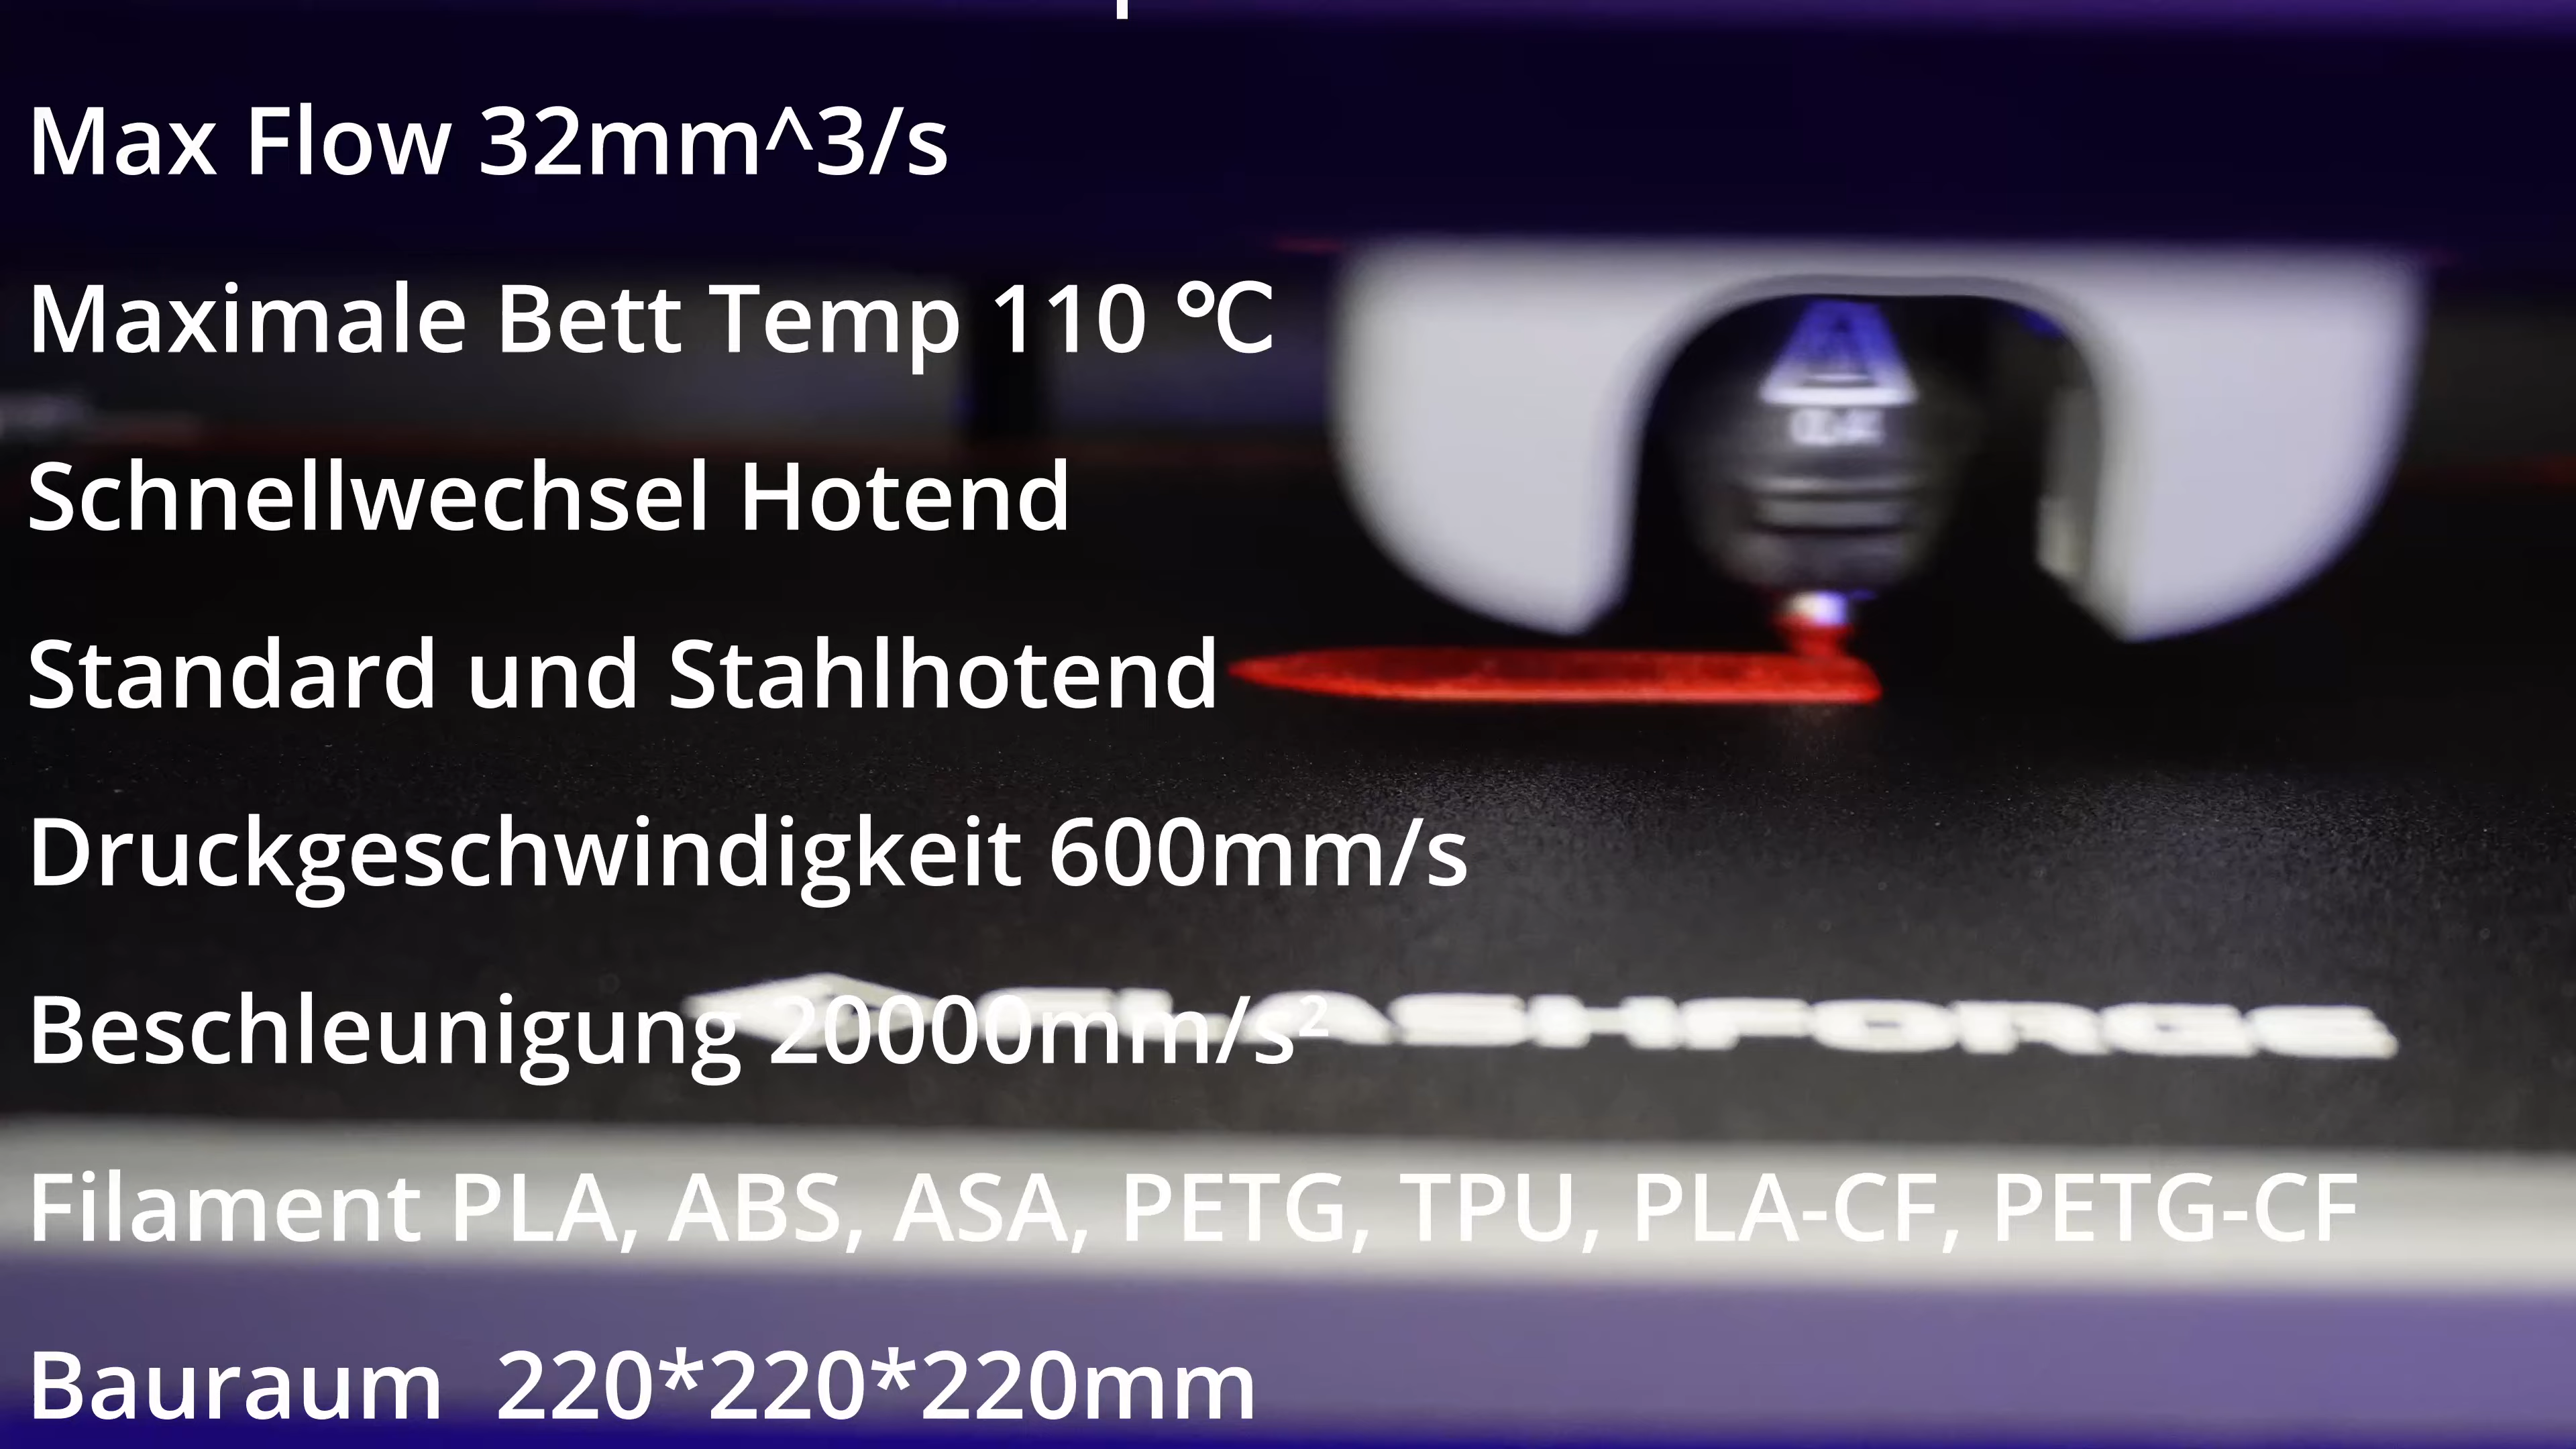 Max Flow 32mm^3/s
Maximale Bett Temp 110 °C
Schnellwechsel Hotend
Standard und Stahlhotend
Druckgeschwindigkeit 600mm/s
Beschleunigung 20000mm/s²
FLASHFORGE
Filament PLA, ABS, ASA, PETG, TPU, PLA-CF, PETG-CF
Bauraum  220*220*220mm